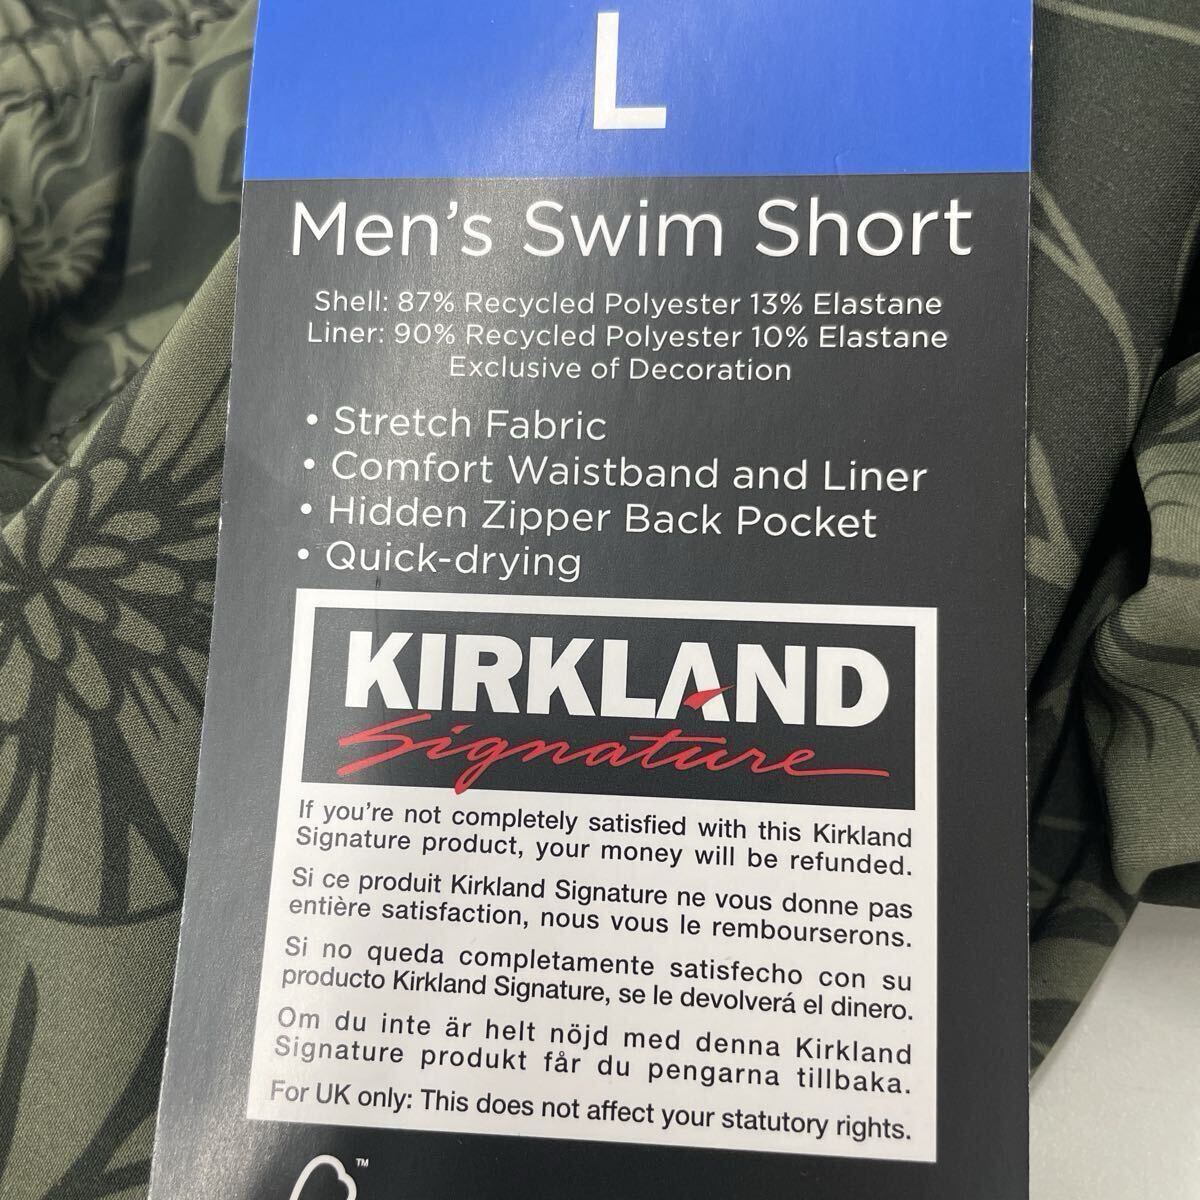 L
Men's Swim Short
Shell: 87% Recycled Polyester 13% Elastane
Liner: 90% Recycled Polyester 10% Elastane
Exclusive of Decoration
• Stretch Fabric
• Comfort Waistband and Liner
• Hidden Zipper Back Pocket
• Quick-drying
KIRKLAND
Signature
If you're not completely satisfied with this Kirkland
Signature product, your money will be refunded.
Si ce produit Kirkland Signature ne vous donne pas
entière satisfaction, nous vous le rembourserons.
Si no queda completamente satisfecho con su
producto Kirkland Signature, se le devolverá el dinero.
Om du inte är helt nöjd med denna Kirkland
Signature produkt får du pengarna tillbaka.
For UK only: This does not affect your statutory rights.
™